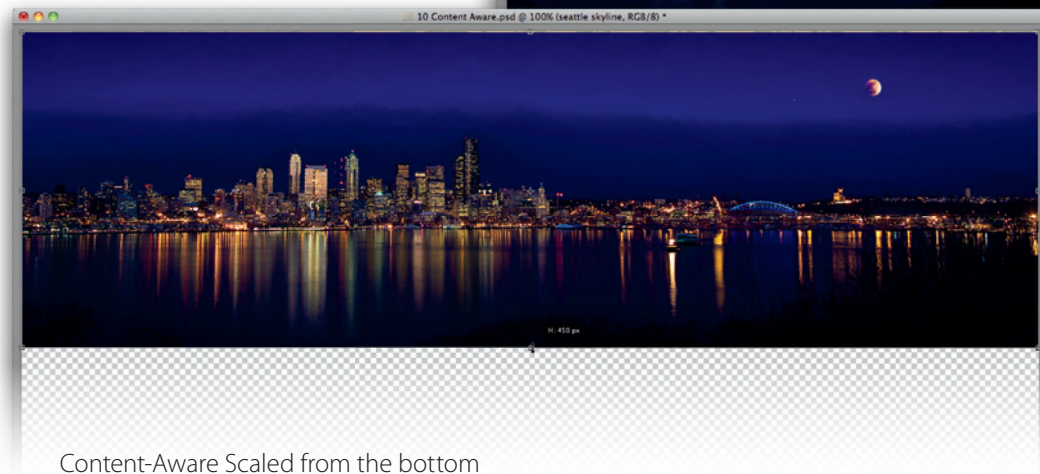 10 Content Aware.psd @ 100% (seattle skyline, RGB/8) *
H: 450 px
Content-Aware Scaled from the bottom